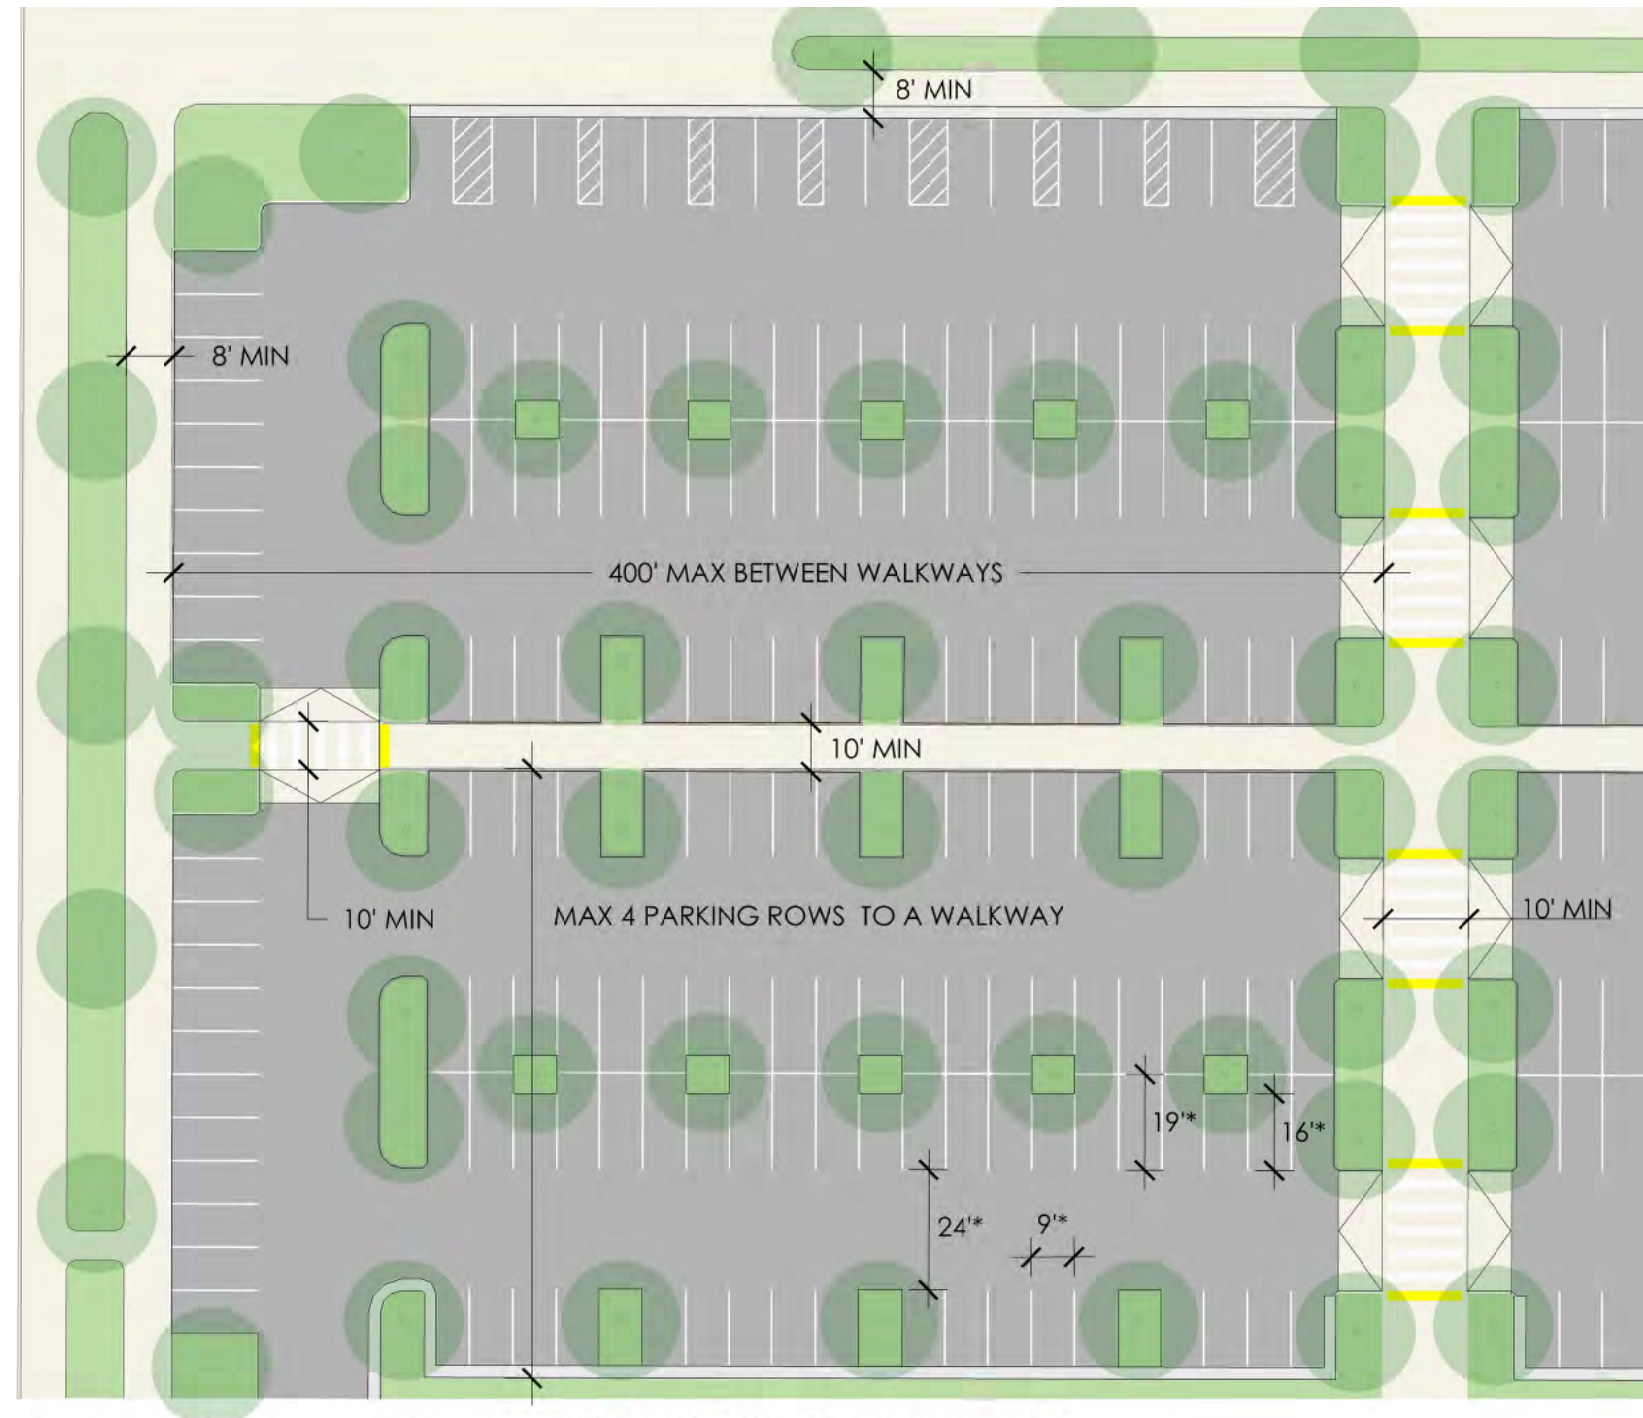 8' MIN
8' MIN
400' MAX BETWEEN WALKWAYS
10' MIN
10' MIN
MAX 4 PARKING ROWS TO A WALKWAY
10' MIN
19'*
16'*
24'*
9'*